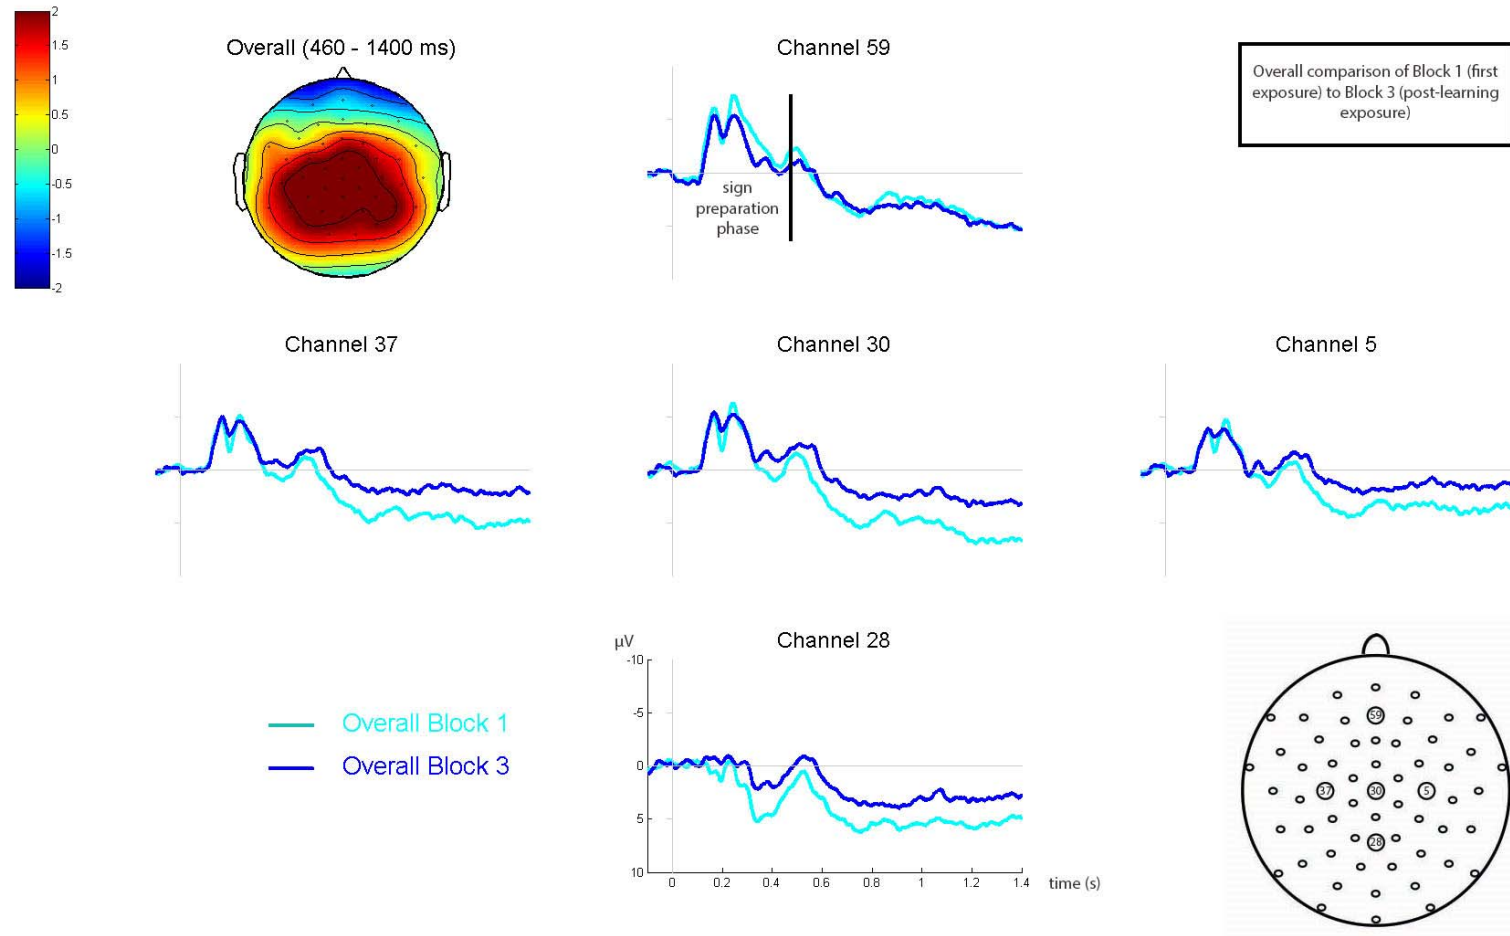 2
1.5
1
0.5
0
-0.5
-1
-1.5
-2
Overall (460 - 1400 ms)
Channel 59
sign
preparation
phase
Overall comparison of Block 1 (first
exposure) to Block 3 (post-learning
exposure)
Channel 37
Channel 30
Channel 5
Channel 28
µV
-10
-5
0
5
10
0 0.2 0.4 0.6 0.8 1 1.2 1.4
time (s)
Overall Block 1
Overall Block 3
59
37 30 5
28